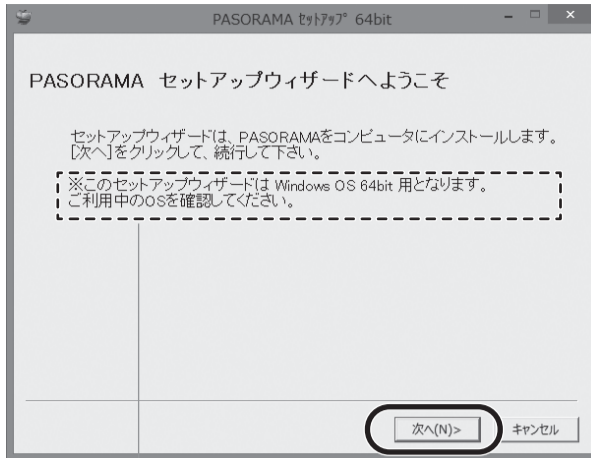 PASORAMA ｾｯﾄｱｯﾌﾟ 64bit
PASORAMA セットアップウィザードへようこそ
セットアップウィザードは、PASORAMAをコンピュータにインストールします。
[次へ]をクリックして、続行して下さい。
※このセットアップウィザードは Windows OS 64bit 用となります。
ご利用中のOSを確認してください。
次へ(N)>
キャンセル